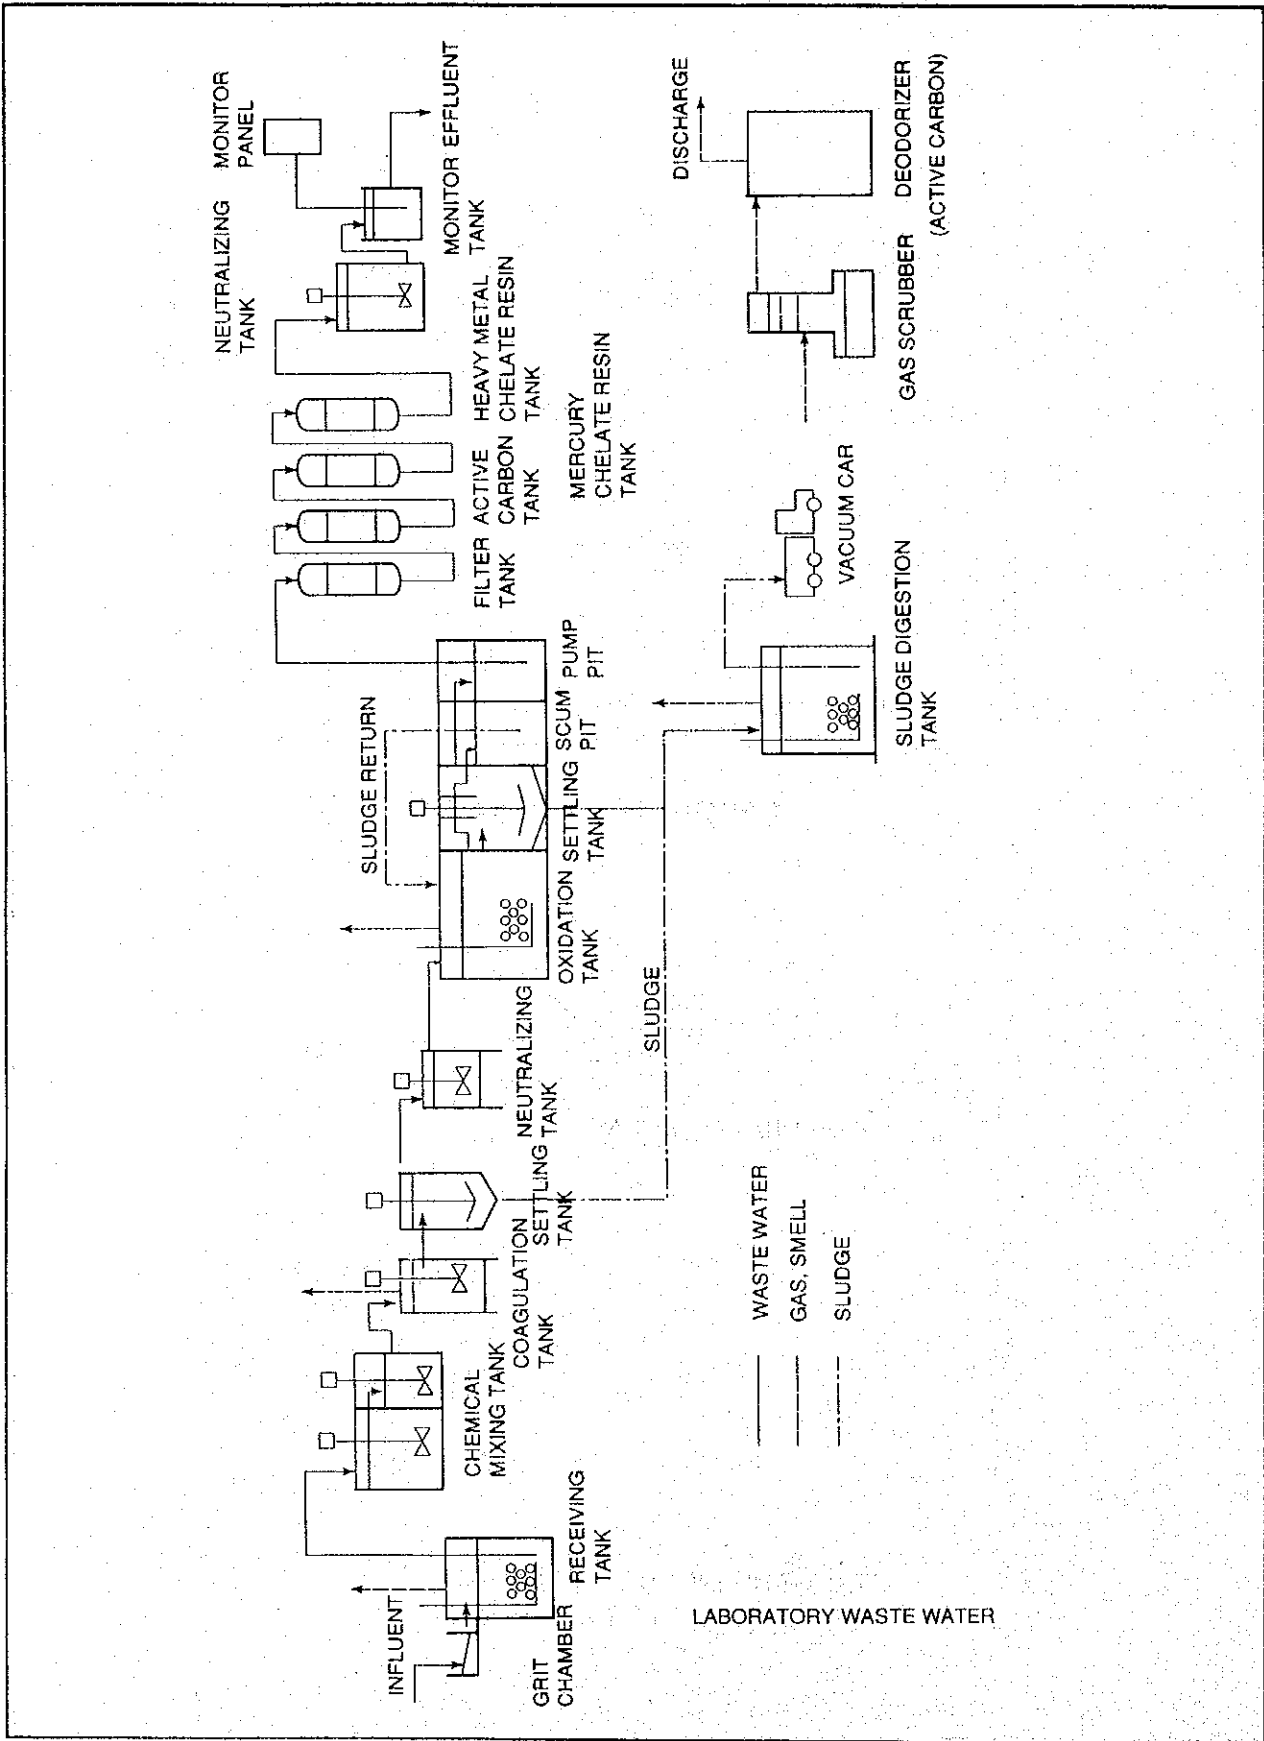 INFLUENT
GRIT
CHAMBER
RECEIVING
TANK
CHEMICAL
MIXING TANK
COAGULATION
TANK
SETTLING
TANK
NEUTRALIZING
TANK
OXIDATION
TANK
SLUDGE RETURN
SETTLING
TANK
SCUM
PIT
PUMP
PIT
FILTER
TANK
ACTIVE
CARBON
TANK
MERCURY
CHELATE RESIN
TANK
HEAVY METAL
CHELATE RESIN
TANK
NEUTRALIZING
TANK
MONITOR
PANEL
MONITOR
TANK
EFFLUENT
SLUDGE
SLUDGE DIGESTION
TANK
VACUUM CAR
GAS SCRUBBER
DEODORIZER
(ACTIVE CARBON)
DISCHARGE
WASTE WATER
GAS, SMELL
SLUDGE
LABORATORY WASTE WATER